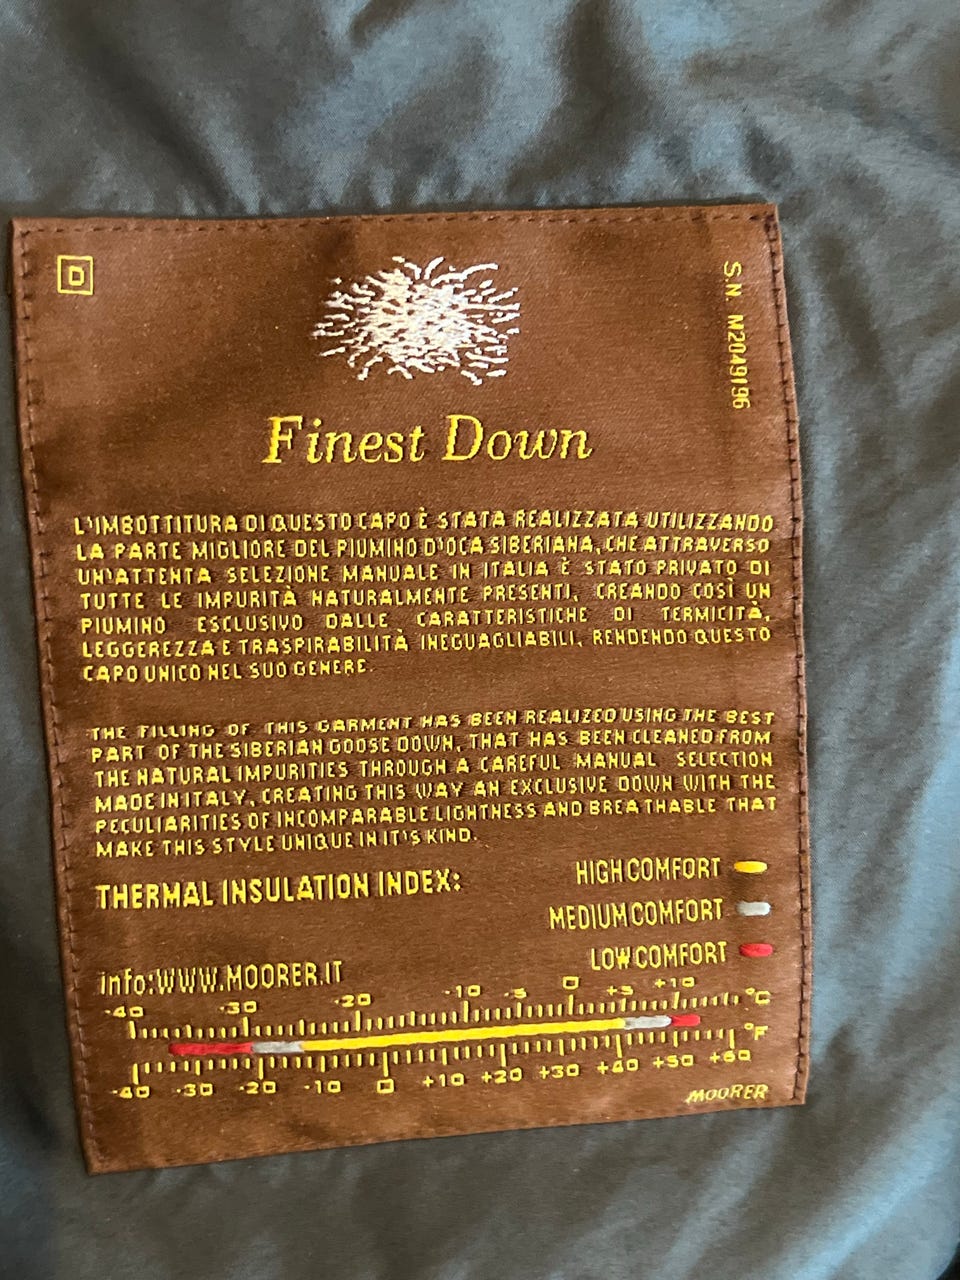 D
S.N. M2049196
Finest Down
L'IMBOTTITURA DI QUESTO CAPO È STATA REALIZZATA UTILIZZANDO
LA PARTE MIGLIORE DEL PIUMINO D'OCA SIBERIANA, CHE ATTRAVERSO
UN'ATTENTA SELEZIONE MANUALE IN ITALIA È STATO PRIVATO DI
TUTTE LE IMPURITÀ NATURALMENTE PRESENTI, CREANDO COSÌ UN
PIUMINO ESCLUSIVO DALLE CARATTERISTICHE DI TERMICITÀ,
LEGGEREZZA E TRASPIRABILITÀ INEGUAGLIABILI, RENDENDO QUESTO
CAPO UNICO NEL SUO GENERE.
THE FILLING OF THIS GARMENT HAS BEEN REALIZED USING THE BEST
PART OF THE SIBERIAN GOOSE DOWN, THAT HAS BEEN CLEANED FROM
THE NATURAL IMPURITIES THROUGH A CAREFUL MANUAL SELECTION
MADE IN ITALY, CREATING THIS WAY AN EXCLUSIVE DOWN WITH THE
PECULIARITIES OF INCOMPARABLE LIGHTNESS AND BREATHABLE THAT
MAKE THIS STYLE UNIQUE IN IT'S KIND.
THERMAL INSULATION INDEX:
HIGH COMFORT
MEDIUM COMFORT
LOW COMFORT
info:WWW.MOORER.IT
-40 -30 -20 -10 -5 0 +5 +10 °C
°F
-40 -30 -20 -10 0 +10 +20 +30 +40 +50 +60
MOORER